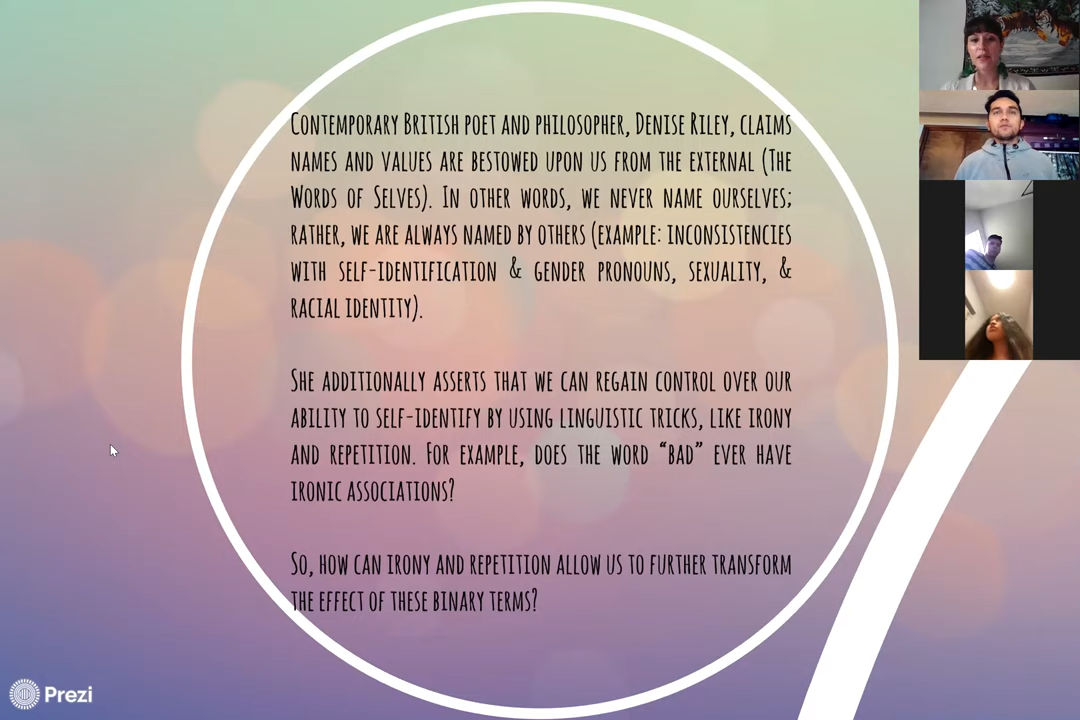 Contemporary British poet and philosopher, Denise Riley, claims
names and values are bestowed upon us from the external (The
Words of Selves). In other words, we never name ourselves;
rather, we are always named by others (example: inconsistencies
with self-identification & gender pronouns, sexuality, &
racial identity).
She additionally asserts that we can regain control over our
ability to self-identify by using linguistic tricks, like irony
and repetition. For example, does the word “bad” ever have
ironic associations?
So, how can irony and repetition allow us to further transform
the effect of these binary terms?
Prezi